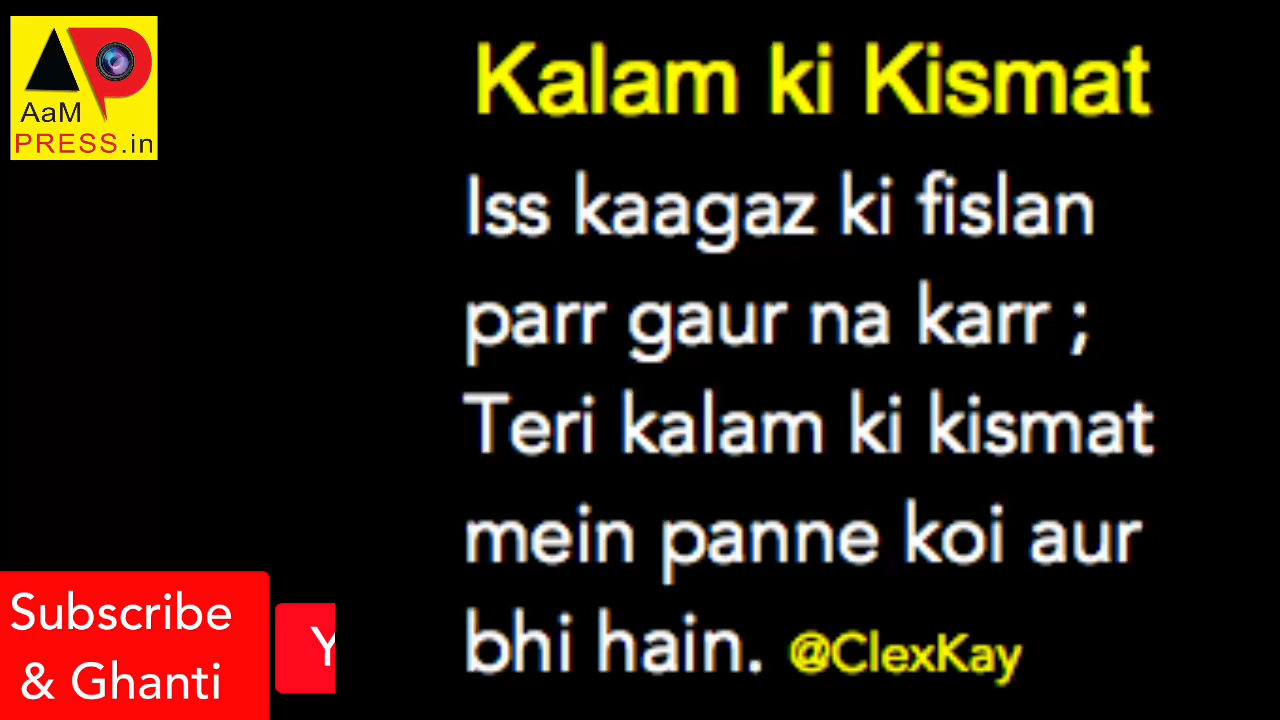 AaM
PRESS.in
Kalam ki Kismat
Iss kaagaz ki fislan
parr gaur na karr ;
Teri kalam ki kismat
mein panne koi aur
bhi hain. @ClexKay
Subscribe
& Ghanti
Y